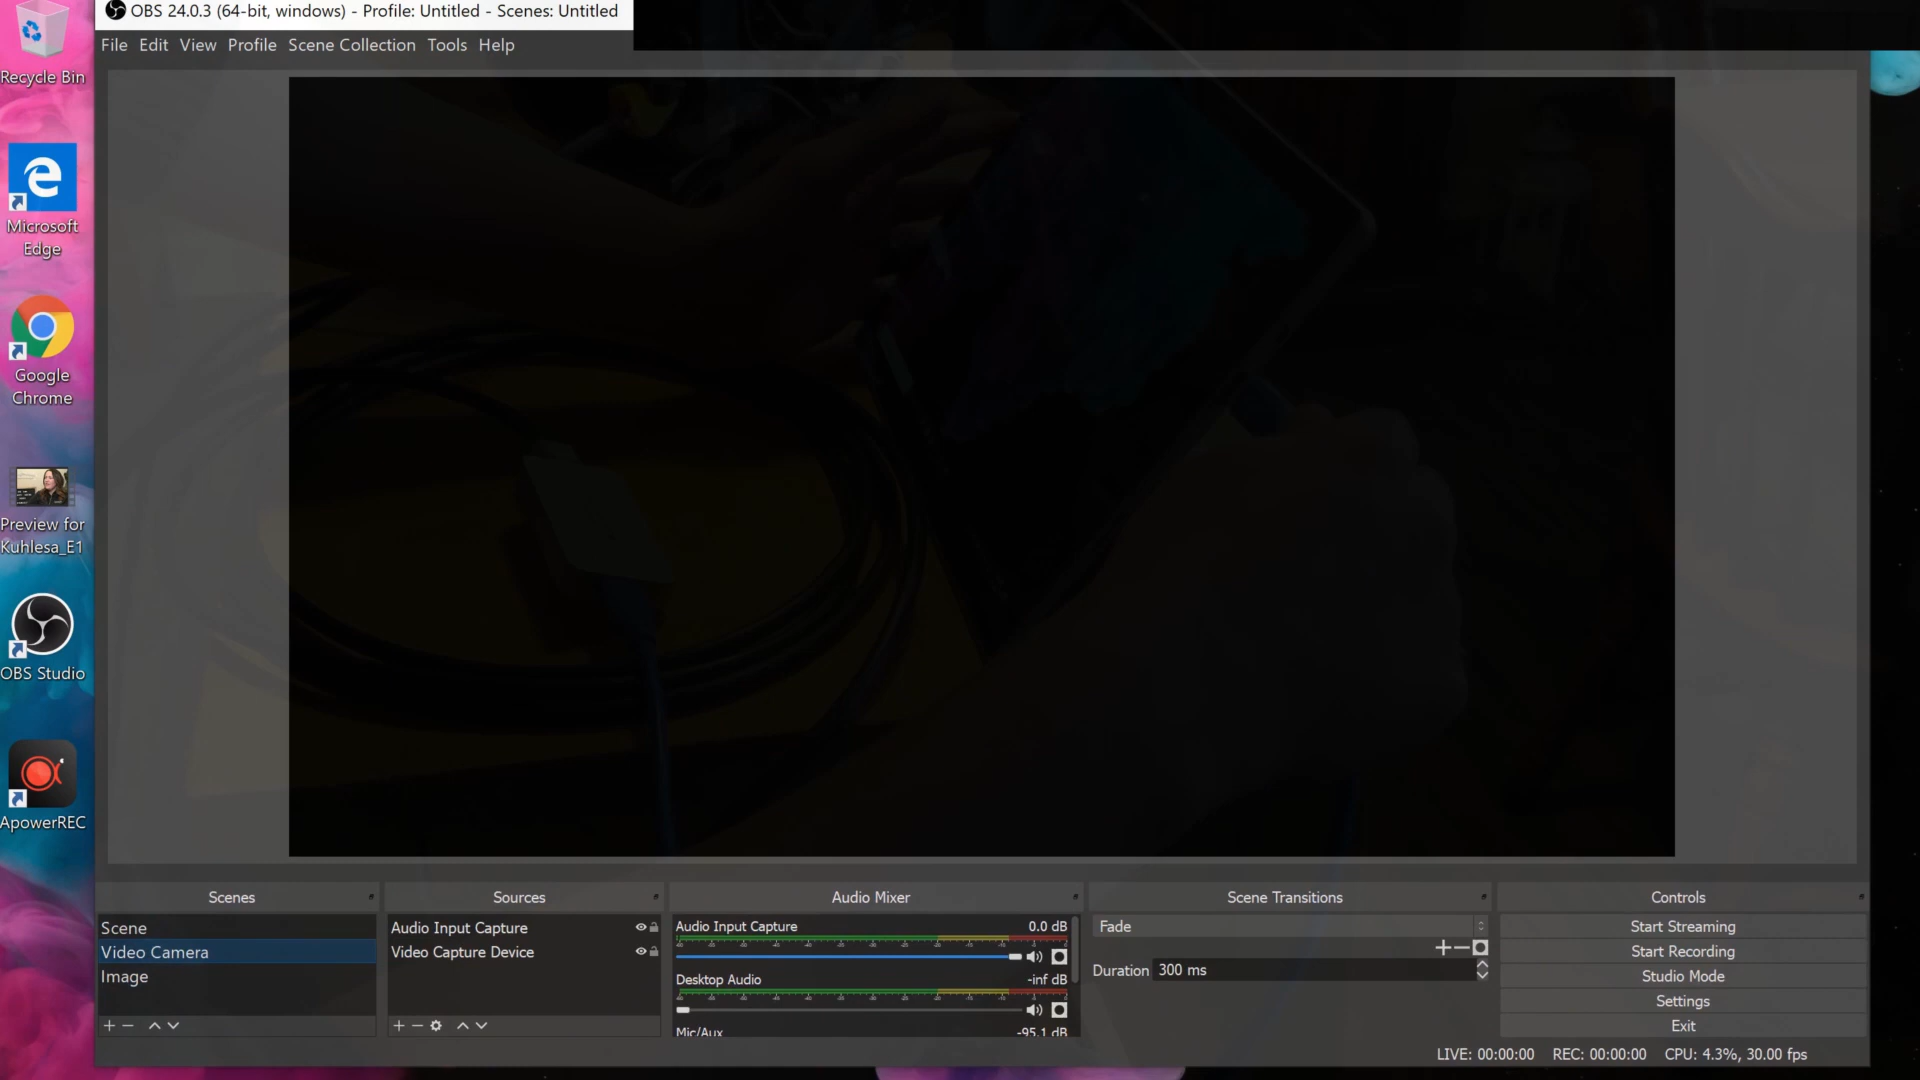 OBS 24.0.3 (64-bit, windows) - Profile: Untitled - Scenes: Untitled
File Edit View Profile Scene Collection Tools Help
Recycle Bin
Microsoft
Edge
Google
Chrome
Preview for
Kuhlesa_E1
OBS Studio
ApowerREC
Scenes
Scene
Video Camera
Image
Sources
Audio Input Capture
Video Capture Device
Audio Mixer
Audio Input Capture 0.0 dB
Desktop Audio -inf dB
Mic/Aux -95.1 dB
Scene Transitions
Fade
Duration 300 ms
Controls
Start Streaming
Start Recording
Studio Mode
Settings
Exit
LIVE: 00:00:00 REC: 00:00:00 CPU: 4.3%, 30.00 fps